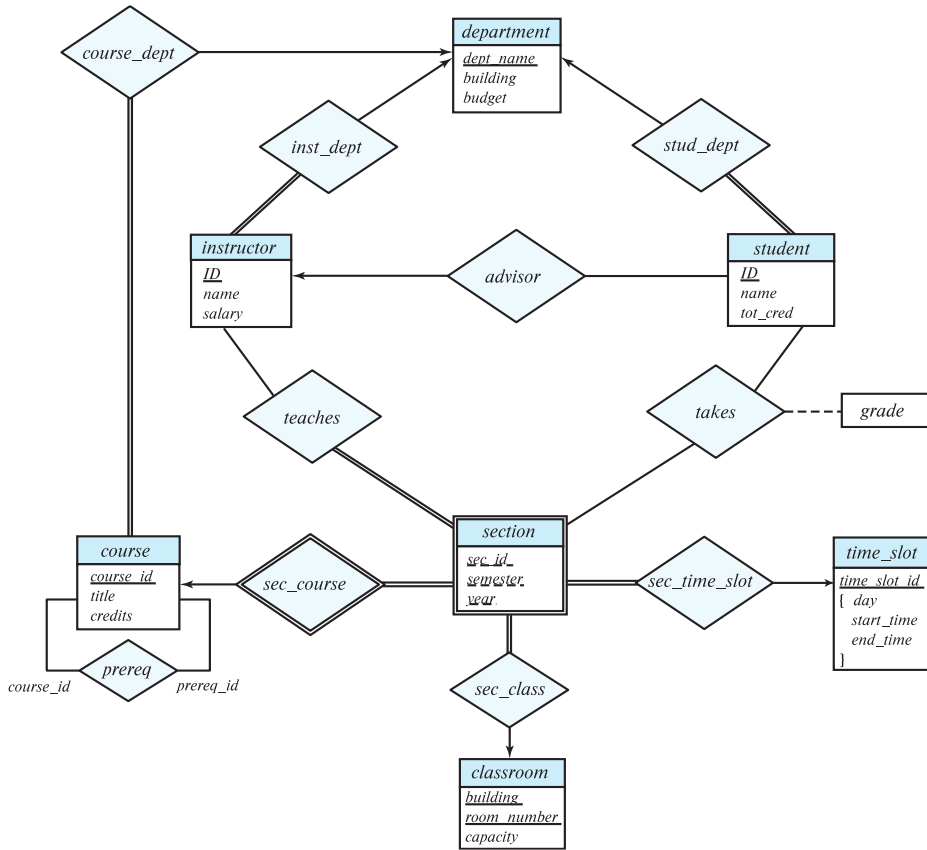 department
dept_name
building
budget
course_dept
inst_dept
stud_dept
instructor
ID
name
salary
advisor
student
ID
name
tot_cred
teaches
takes
grade
section
sec_id
semester
year
course
course_id
title
credits
sec_course
sec_time_slot
time_slot
time_slot_id
{ day
start_time
end_time
}
prereq
course_id
prereq_id
sec_class
classroom
building
room_number
capacity